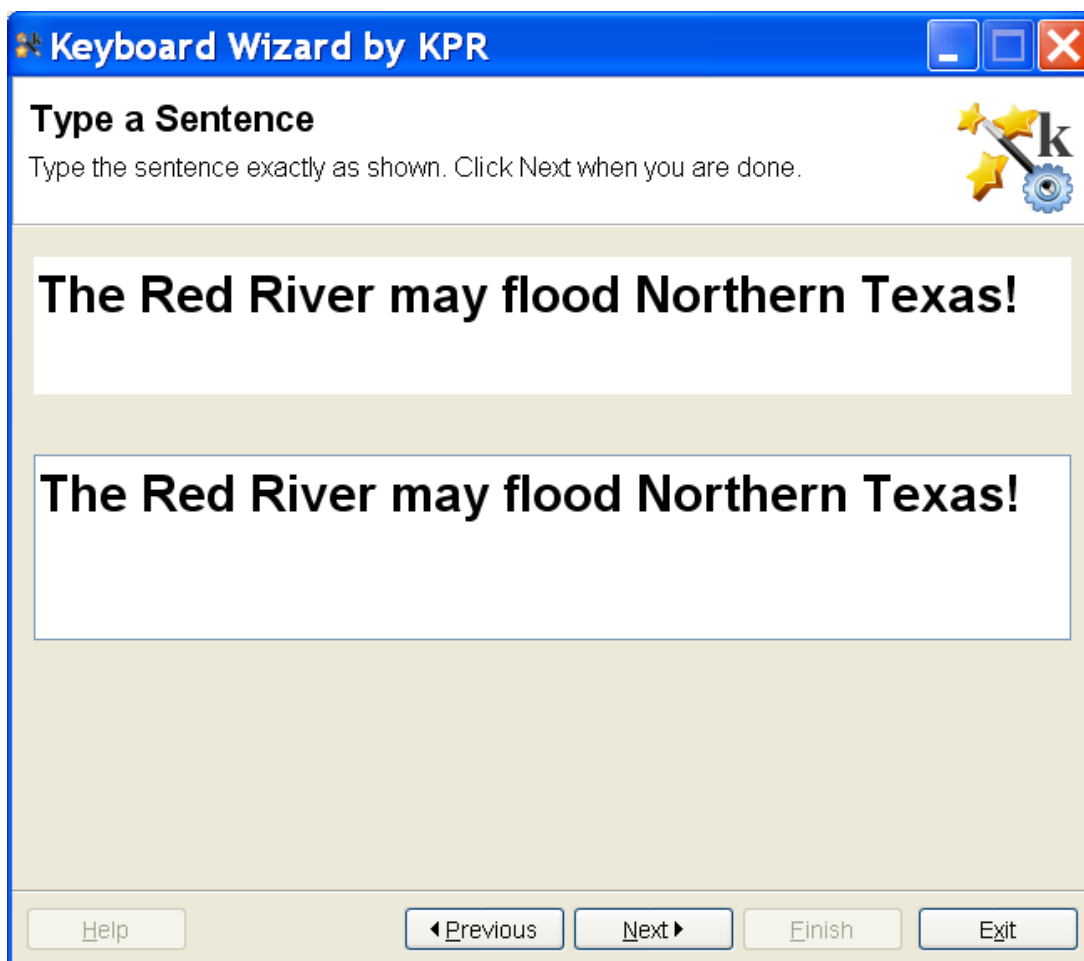 Keyboard Wizard by KPR
Type a Sentence
Type the sentence exactly as shown. Click Next when you are done.
k
The Red River may flood Northern Texas!
The Red River may flood Northern Texas!
Help Previous Next Finish Exit